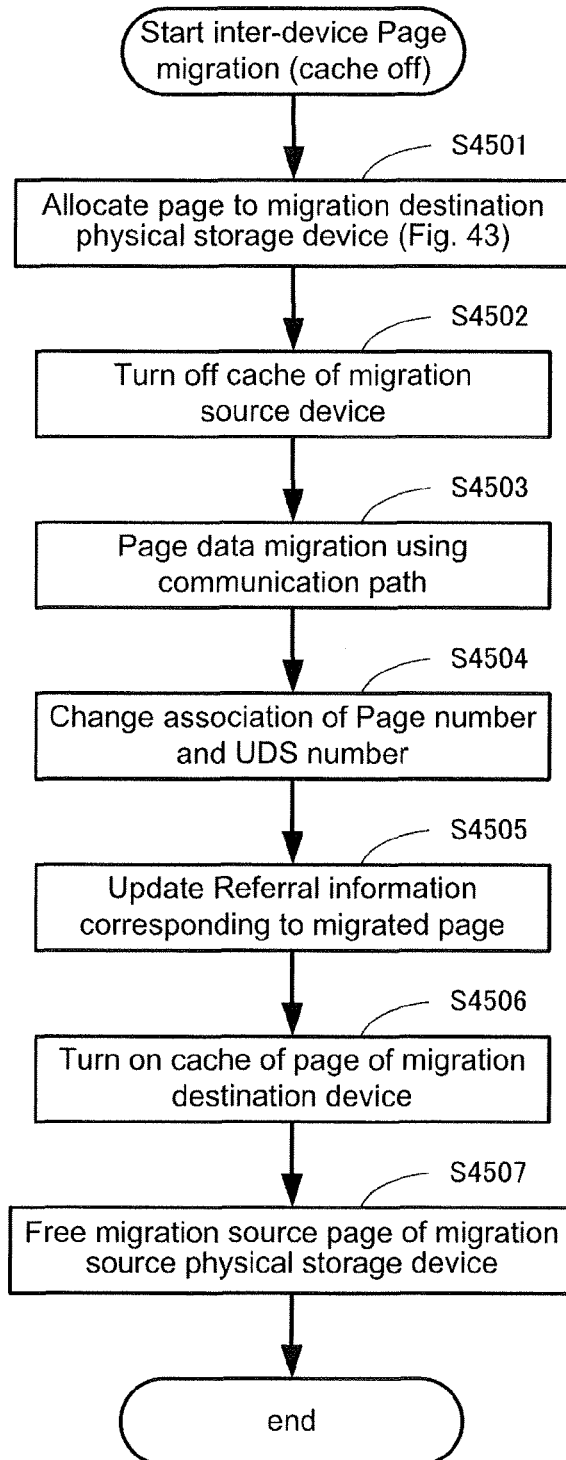 Start inter-device Page
migration (cache off)
S4501
Allocate page to migration destination
physical storage device (Fig. 43)
S4502
Turn off cache of migration
source device
S4503
Page data migration using
communication path
S4504
Change association of Page number
and UDS number
S4505
Update Referral information
corresponding to migrated page
S4506
Turn on cache of page of migration
destination device
S4507
Free migration source page of migration
source physical storage device
end